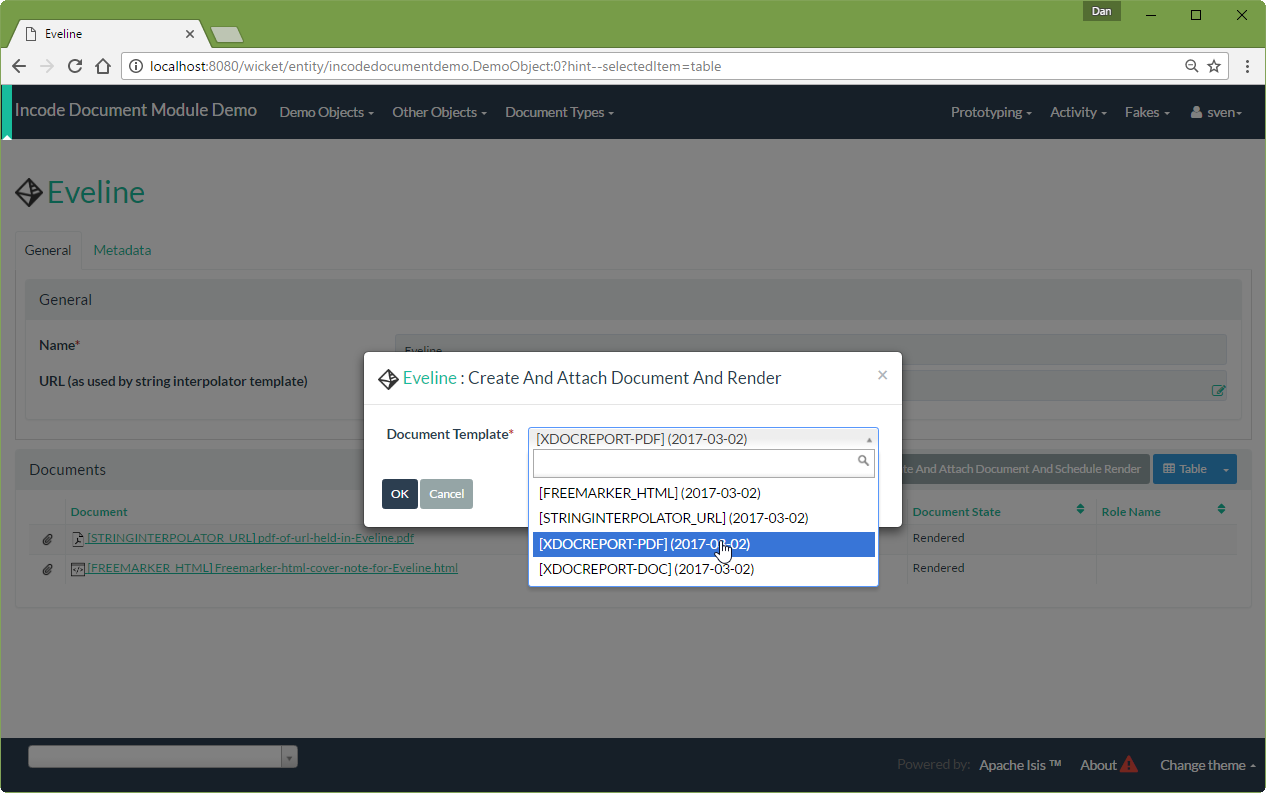 Dan
Eveline
localhost:8080/wicket/entity/incodedocumentdemo.DemoObject:0?hint--selectedItem=table
Incode Document Module Demo Demo Objects Other Objects Document Types Prototyping Activity Fakes sven
Eveline
General Metadata
General
Name*
Eveline
URL (as used by string interpolator template)
Eveline : Create And Attach Document And Render ×
Document Template*
[XDOCREPORT-PDF] (2017-03-02)
[FREEMARKER_HTML] (2017-03-02)
[STRINGINTERPOLATOR_URL] (2017-03-02)
[XDOCREPORT-PDF] (2017-03-02)
[XDOCREPORT-DOC] (2017-03-02)
OK Cancel
Documents
And Attach Document And Schedule Render Table
Document Document State Role Name
[STRINGINTERPOLATOR_URL] pdf-of-url-held-in-Eveline.pdf Rendered
[FREEMARKER_HTML] Freemarker-html-cover-note-for-Eveline.html Rendered
Powered by: Apache Isis ™ About Change theme